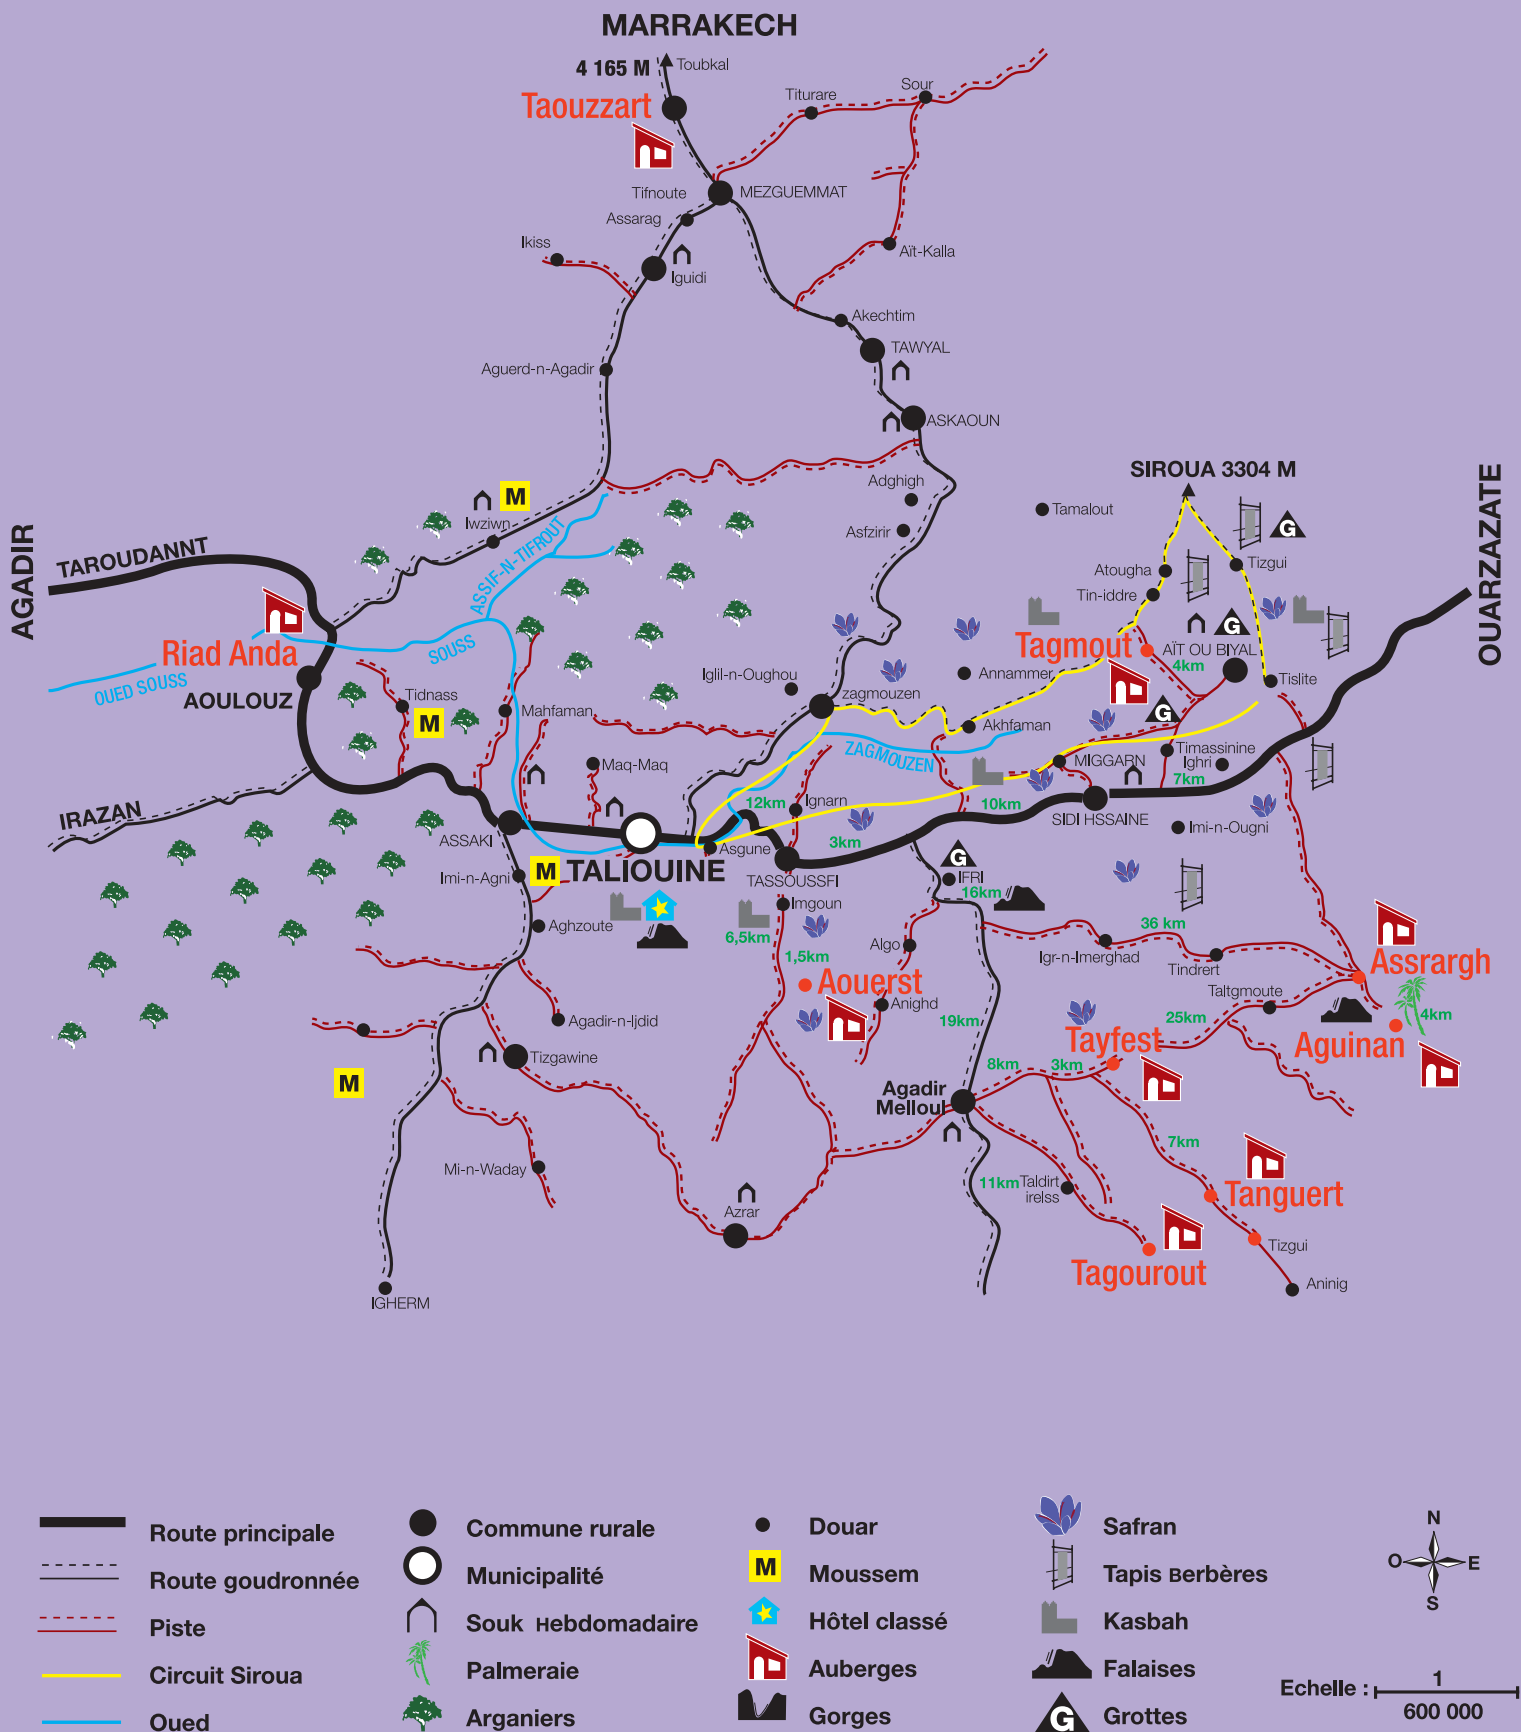 MARRAKECH
4 165 M
Toubkal
Taouzzart
Titurare
Sour
Tifnoute
MEZGUEMMAT
Assarag
Ikiss
Iguidi
Aït-Kalla
Akechtim
TAWYAL
Aguerd-n-Agadir
ASKAOUN
SIROUA 3304 M
Adghigh
Tamalout
G
M
Iwziwn
Asfzirir
AGADIR
TAROUDANNT
ASSIF-N-TIFROUT
Atougha
Tizgui
Tin-iddre
OUARZAZATE
G
Riad Anda
SOUSS
Tagmout
AÏT OU BIYAL
4km
OUED SOUSS
AOULOUZ
Tidnass
M
Mahfaman
Iglil-n-Oughou
zagmouzen
Annammer
Tislite
G
Akhfaman
ZAGMOUZEN
Timassinine
Ighri
7km
MIGGARN
Maq-Maq
12km
Ignarn
10km
SIDI HSSAINE
Imi-n-Ougni
IRAZAN
ASSAKI
3km
Asgune
TALIOUINE
TASSOUSSFI
G
IFRI
16km
Imi-n-Agni
M
Imgoun
Aghzoute
6,5km
1,5km
Algo
36 km
Igr-n-Imerghad
Tindrert
Assrargh
Aouerst
Anighd
Taltgmoute
19km
25km
4km
Agadir-n-Ijdid
Tayfest
Aguinan
Tizgawine
8km
3km
M
Agadir
Melloul
7km
Mi-n-Waday
11km
Taldirt
irelss
Tanguert
Azrar
Tizgui
Tagourout
Aninig
IGHERM
Route principale
Commune rurale
Douar
Safran
N
O
E
S
Route goudronnée
Municipalité
M
Moussem
Tapis Berbères
Piste
Souk Hebdomadaire
Hôtel classé
Kasbah
Circuit Siroua
Palmeraie
Auberges
Falaises
Echelle :
1
600 000
Oued
Arganiers
Gorges
G
Grottes